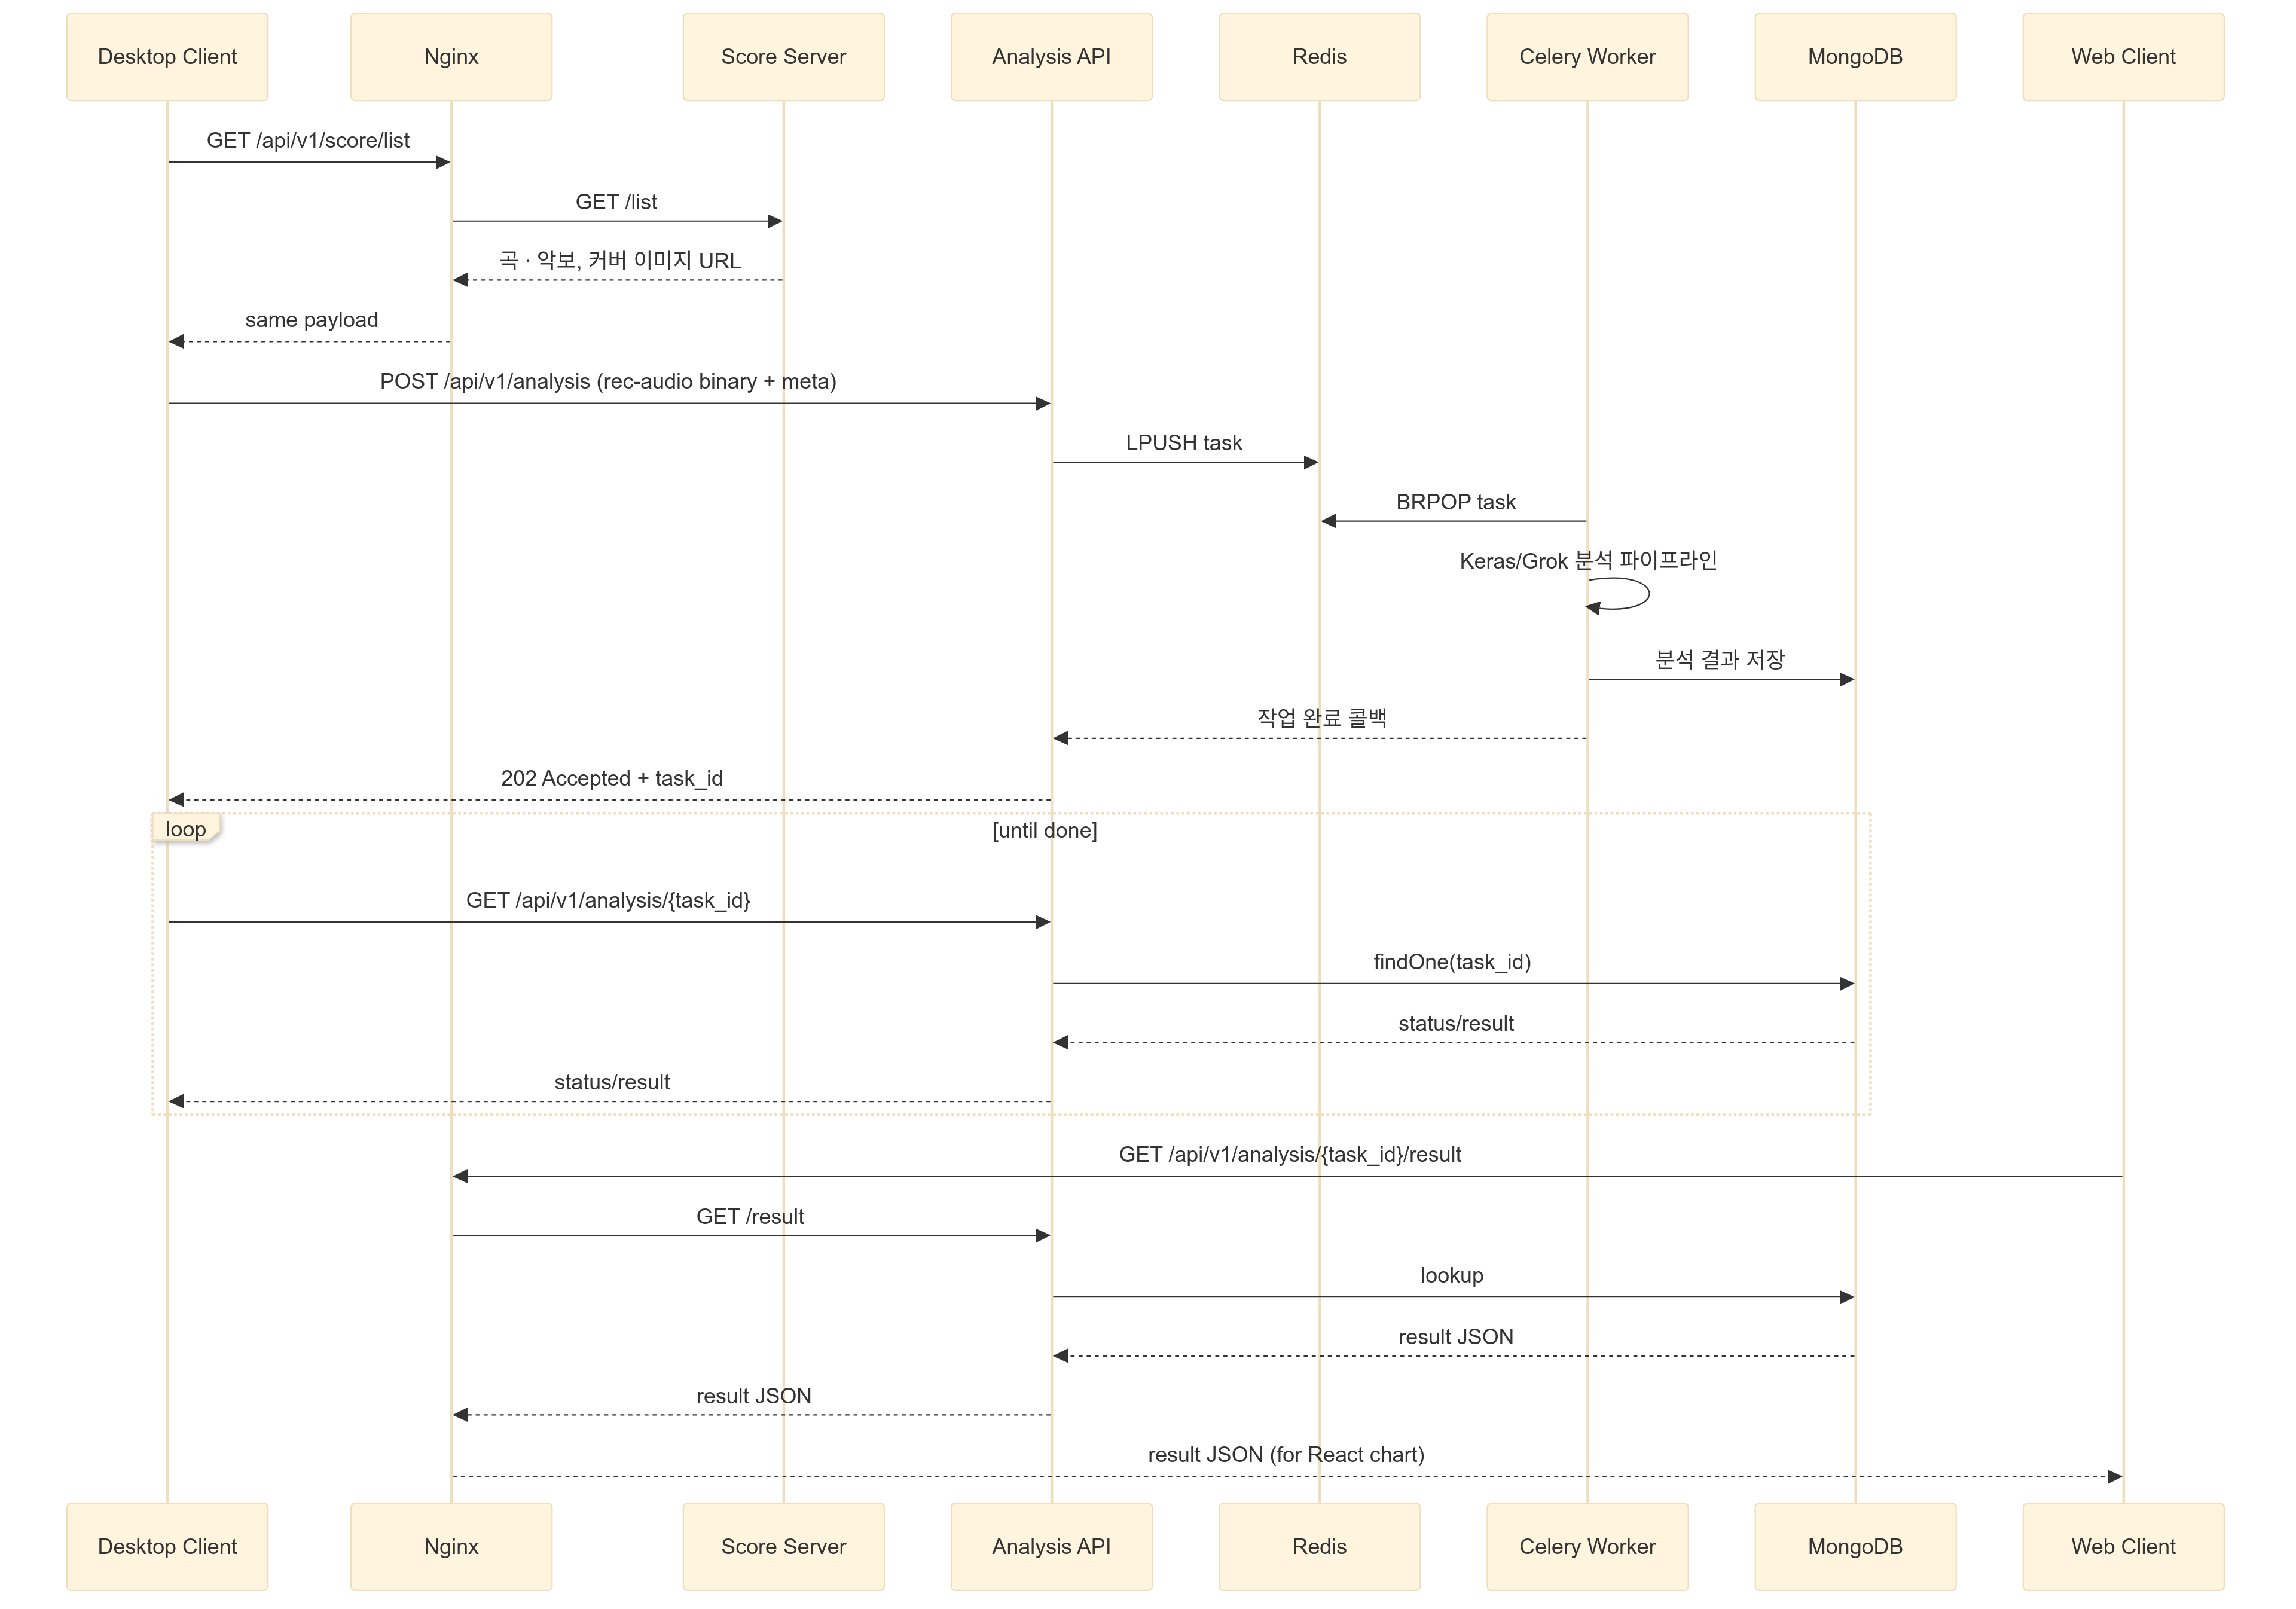 Desktop Client
Nginx
Score Server
Analysis API
Redis
Celery Worker
MongoDB
Web Client
GET /api/v1/score/list
GET /list
곡 · 악보, 커버 이미지 URL
same payload
POST /api/v1/analysis (rec-audio binary + meta)
LPUSH task
BRPOP task
Keras/Grok 분석 파이프라인
분석 결과 저장
작업 완료 콜백
202 Accepted + task_id
loop
[until done]
GET /api/v1/analysis/{task_id}
findOne(task_id)
status/result
status/result
GET /api/v1/analysis/{task_id}/result
GET /result
lookup
result JSON
result JSON
result JSON (for React chart)
Desktop Client
Nginx
Score Server
Analysis API
Redis
Celery Worker
MongoDB
Web Client